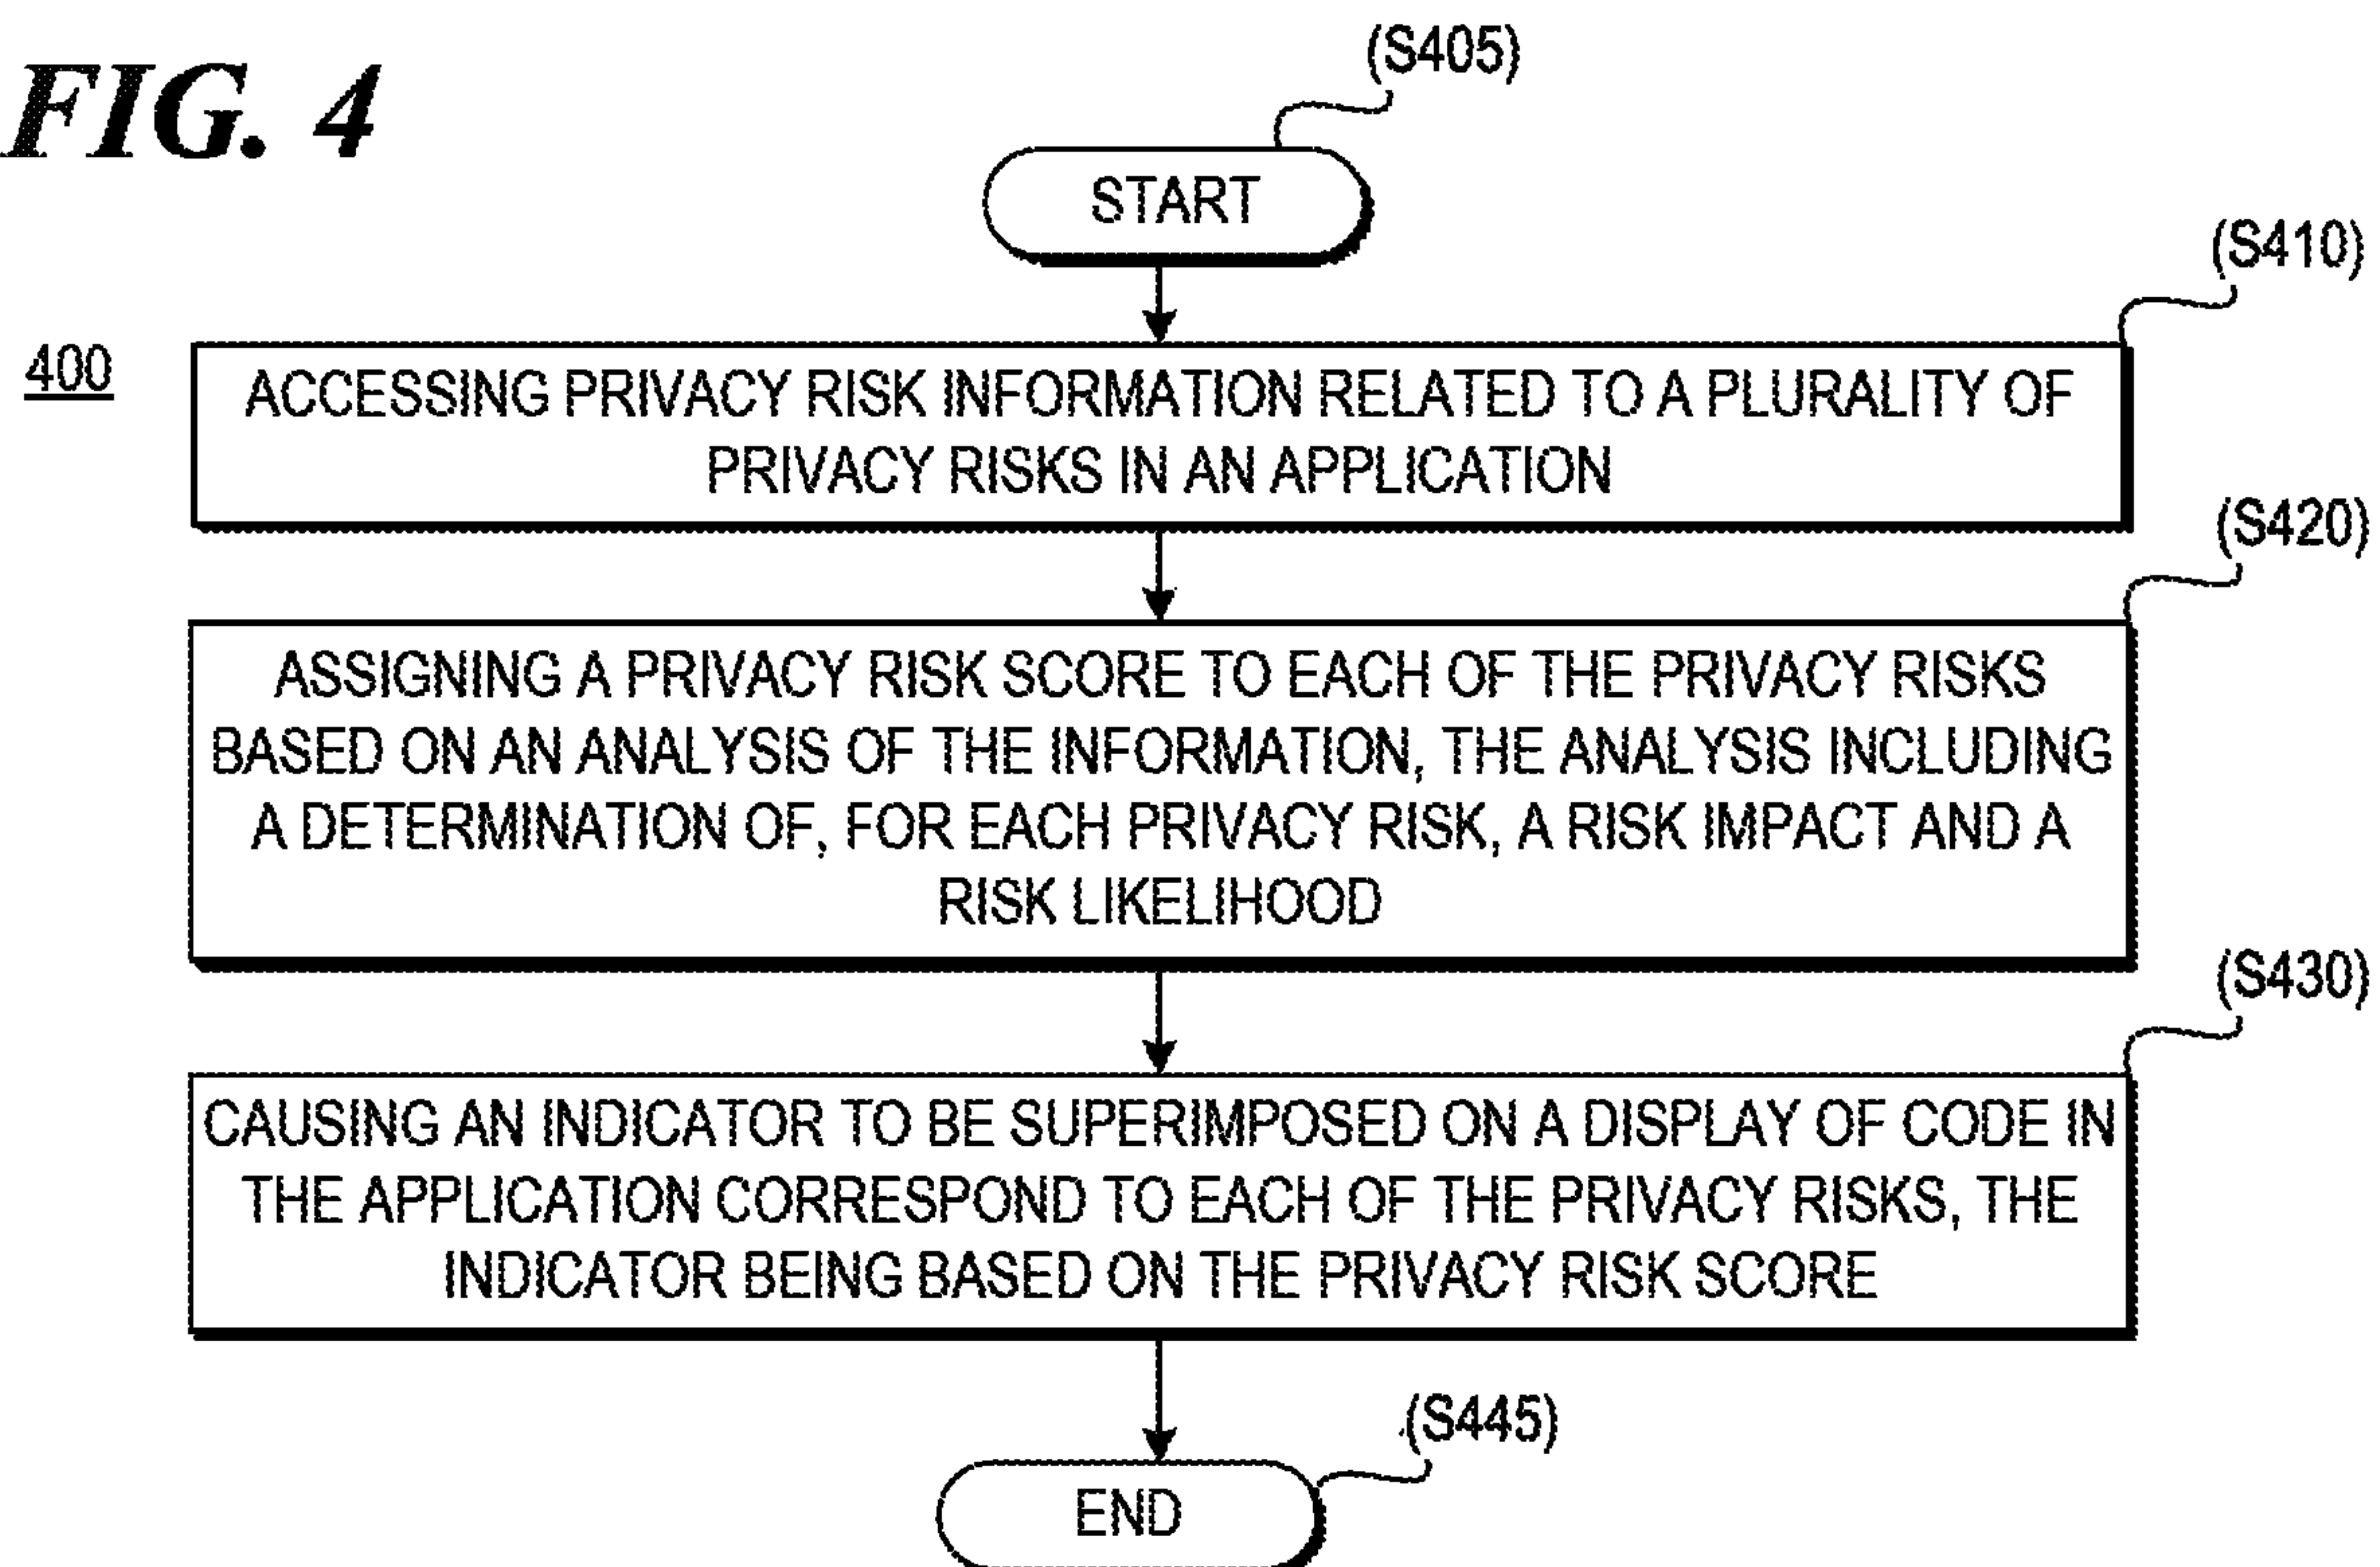 FIG. 4
(S405)
START
(S410)
400
ACCESSING PRIVACY RISK INFORMATION RELATED TO A PLURALITY OF
PRIVACY RISKS IN AN APPLICATION
(S420)
ASSIGNING A PRIVACY RISK SCORE TO EACH OF THE PRIVACY RISKS
BASED ON AN ANALYSIS OF THE INFORMATION, THE ANALYSIS INCLUDING
A DETERMINATION OF, FOR EACH PRIVACY RISK, A RISK IMPACT AND A
RISK LIKELIHOOD
(S430)
CAUSING AN INDICATOR TO BE SUPERIMPOSED ON A DISPLAY OF CODE IN
THE APPLICATION CORRESPOND TO EACH OF THE PRIVACY RISKS, THE
INDICATOR BEING BASED ON THE PRIVACY RISK SCORE
(S445)
END